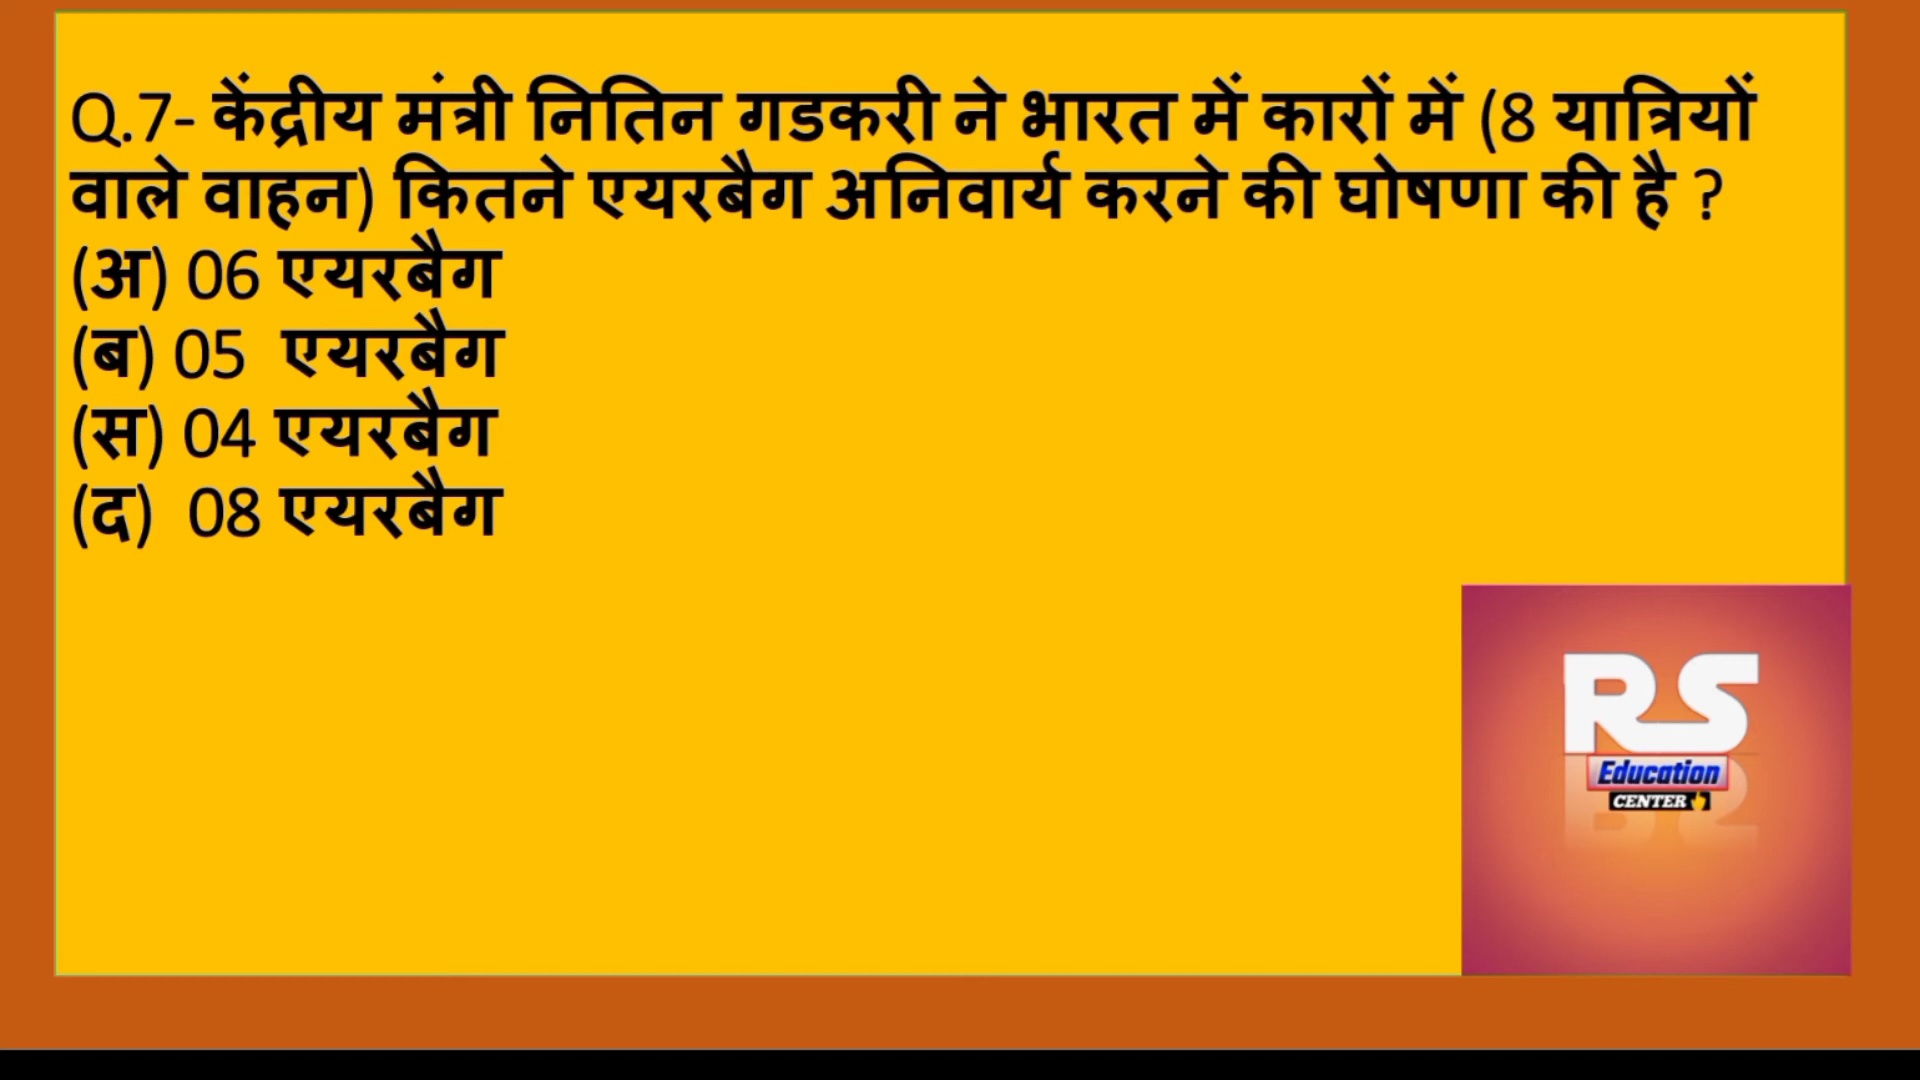 Q.7- केंद्रीय मंत्री नितिन गडकरी ने भारत में कारों में (8 यात्रियों
वाले वाहन) कितने एयरबैग अनिवार्य करने की घोषणा की है ?
(अ) 06 एयरबैग
(ब) 05  एयरबैग
(स) 04 एयरबैग
(द)  08 एयरबैग
RS
Education
CENTER